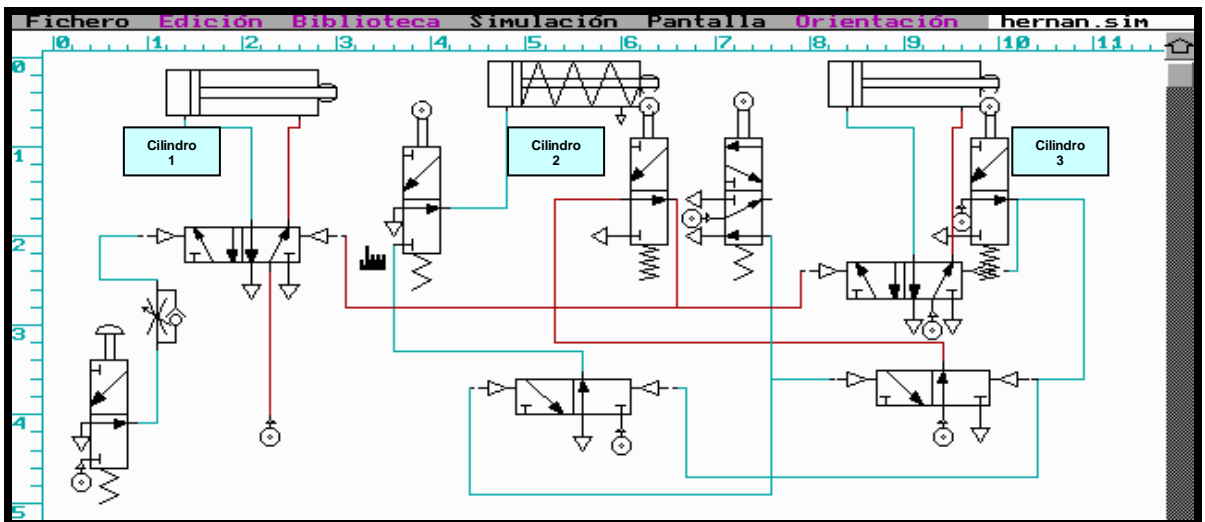 Fichero Edición Biblioteca Simulación Pantalla Orientación hernan.sim
0 1 2 3 4 5 6 7 8 9 10 11
0
Cilindro
1
Cilindro
2
Cilindro
3
1
2
3
4
5